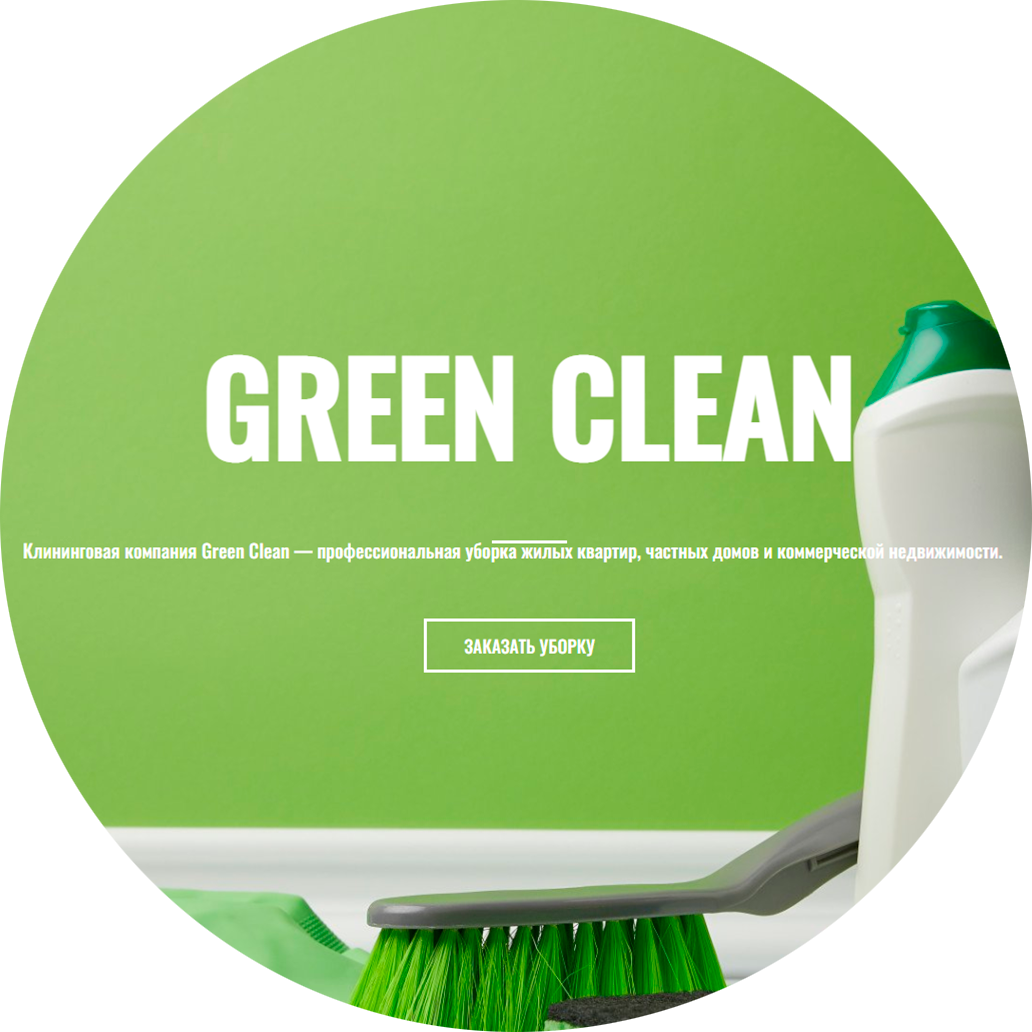 GREEN CLEAN
Клининговая компания Green Clean — профессиональная уборка жилых квартир, частных домов и коммерческой недвижимости.
ЗАКАЗАТЬ УБОРКУ